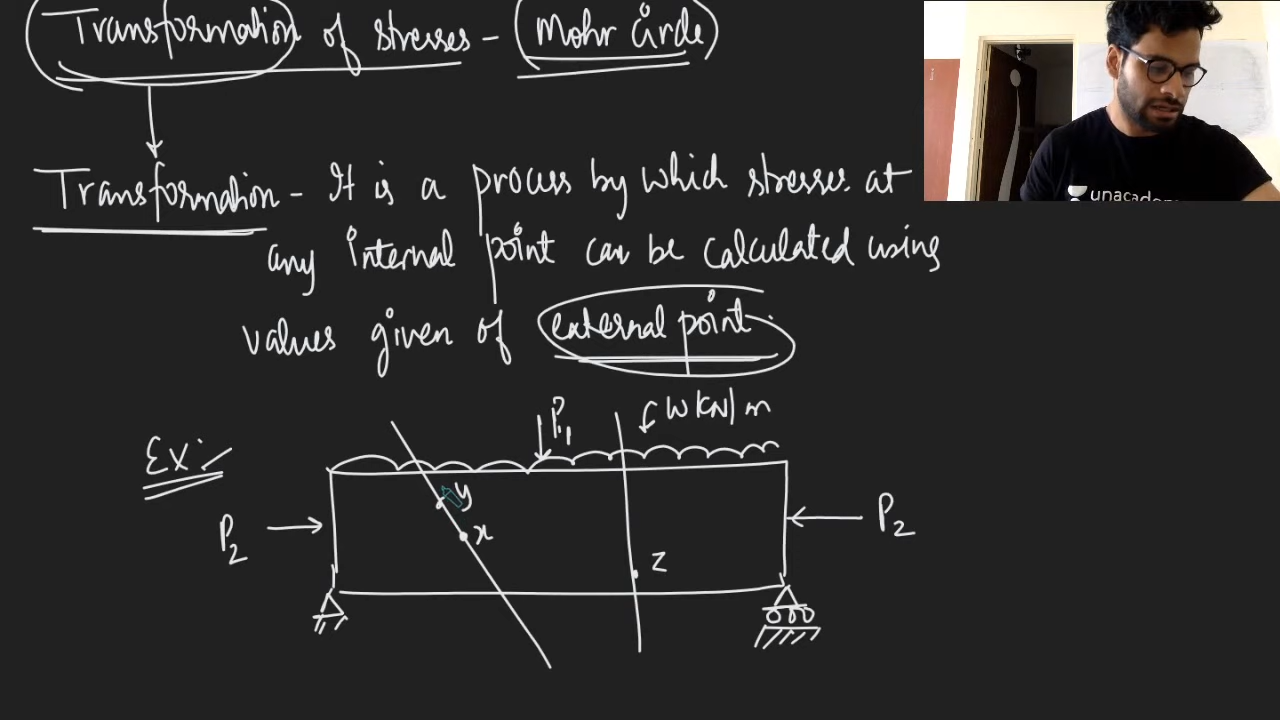 Transformation of stresses - Mohr Circle
unacademy
Transformation - It is a process by which stresses at
any internal point can be calculated using
values given of external point.
Ex:-
P1
W KN/m
y
x
z
P2
P2